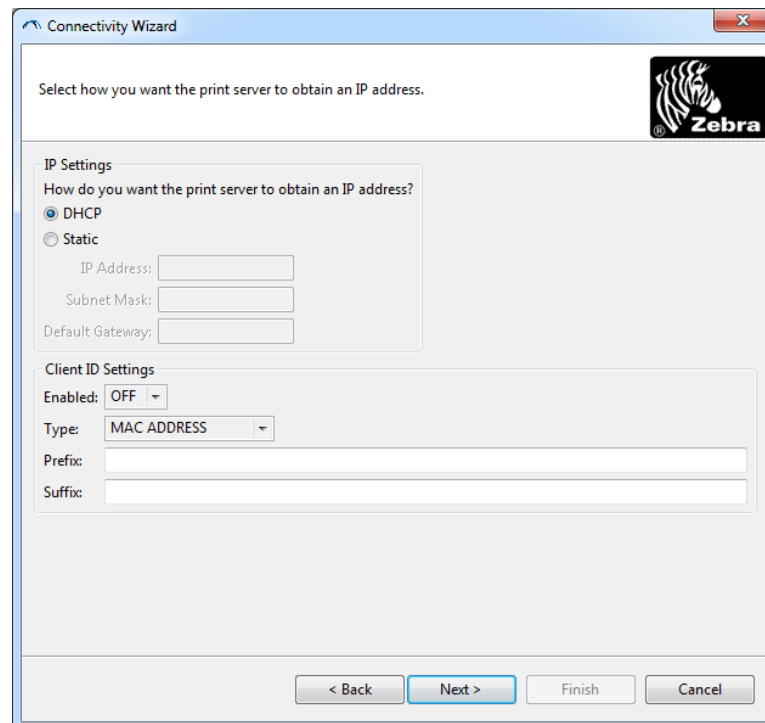 Connectivity Wizard
Select how you want the print server to obtain an IP address.
® Zebra
IP Settings
How do you want the print server to obtain an IP address?
DHCP
Static
IP Address:
Subnet Mask:
Default Gateway:
Client ID Settings
Enabled: OFF
Type: MAC ADDRESS
Prefix:
Suffix:
< Back Next > Finish Cancel